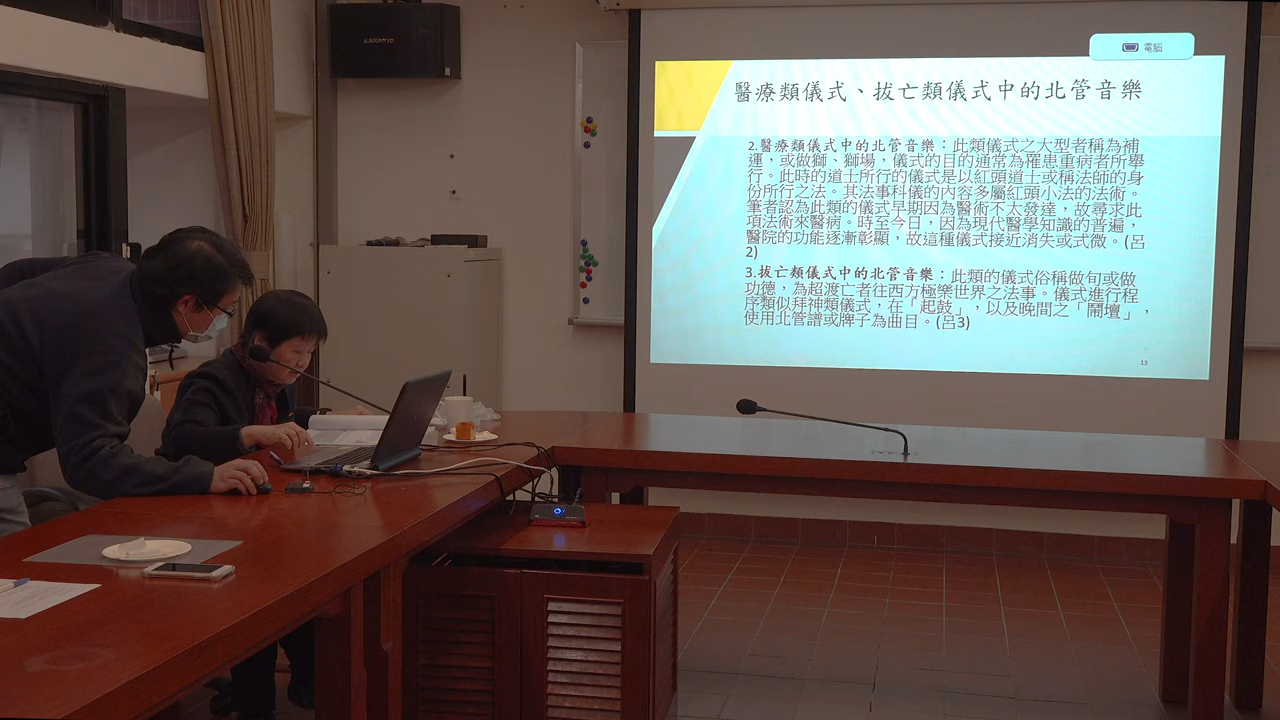 電腦
醫療類儀式、拔亡類儀式中的北管音樂
2.醫療類儀式中的北管音樂：此類儀式之大型者稱為補
運，或做獅、獅場，儀式的目的通常為罹患重病者所舉
行。此時的道士所行的儀式是以紅頭道士或稱法師的身
份所行之法。其法事科儀的內容多屬紅頭小法的法術。
筆者認為此類的儀式早期因為醫術不太發達，故尋求此
項法術來醫病。時至今日，因為現代醫學知識的普遍，
醫院的功能逐漸彰顯，故這種儀式接近消失或式微。(呂
2)
3.拔亡類儀式中的北管音樂：此類的儀式俗稱做旬或做
功德，為超渡亡者往西方極樂世界之法事。儀式進行程
序類似拜神類儀式，在「起鼓」，以及晚間之「鬧壇」，
使用北管譜或牌子為曲目。(呂3)
13